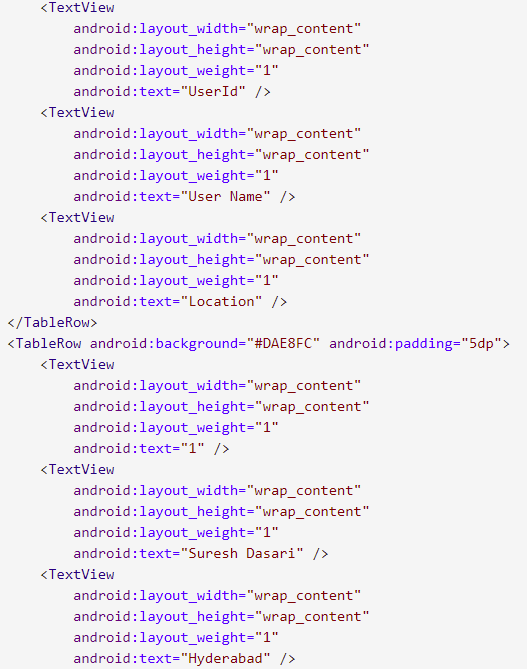 <TextView
android:layout_width="wrap_content"
android:layout_height="wrap_content"
android:layout_weight="1"
android:text="UserId" />
<TextView
android:layout_width="wrap_content"
android:layout_height="wrap_content"
android:layout_weight="1"
android:text="User Name" />
<TextView
android:layout_width="wrap_content"
android:layout_height="wrap_content"
android:layout_weight="1"
android:text="Location" />
</TableRow>
<TableRow android:background="#DAE8FC" android:padding="5dp">
<TextView
android:layout_width="wrap_content"
android:layout_height="wrap_content"
android:layout_weight="1"
android:text="1" />
<TextView
android:layout_width="wrap_content"
android:layout_height="wrap_content"
android:layout_weight="1"
android:text="Suresh Dasari" />
<TextView
android:layout_width="wrap_content"
android:layout_height="wrap_content"
android:layout_weight="1"
android:text="Hyderabad" />